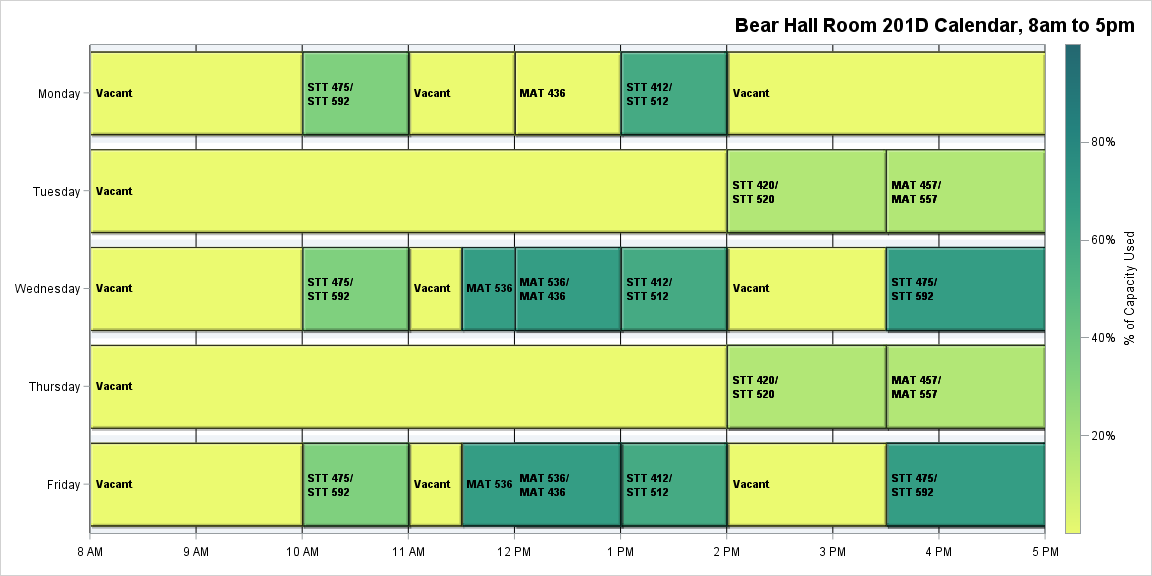 Bear Hall Room 201D Calendar, 8am to 5pm
Monday
Vacant
STT 475/
STT 592
Vacant
MAT 436
STT 412/
STT 512
Vacant
Tuesday
Vacant
STT 420/
STT 520
MAT 457/
MAT 557
Wednesday
Vacant
STT 475/
STT 592
Vacant
MAT 536
MAT 536/
MAT 436
STT 412/
STT 512
Vacant
STT 475/
STT 592
Thursday
Vacant
STT 420/
STT 520
MAT 457/
MAT 557
Friday
Vacant
STT 475/
STT 592
Vacant
MAT 536
MAT 536/
MAT 436
STT 412/
STT 512
Vacant
STT 475/
STT 592
8 AM
9 AM
10 AM
11 AM
12 PM
1 PM
2 PM
3 PM
4 PM
5 PM
80%
60%
40%
20%
% of Capacity Used